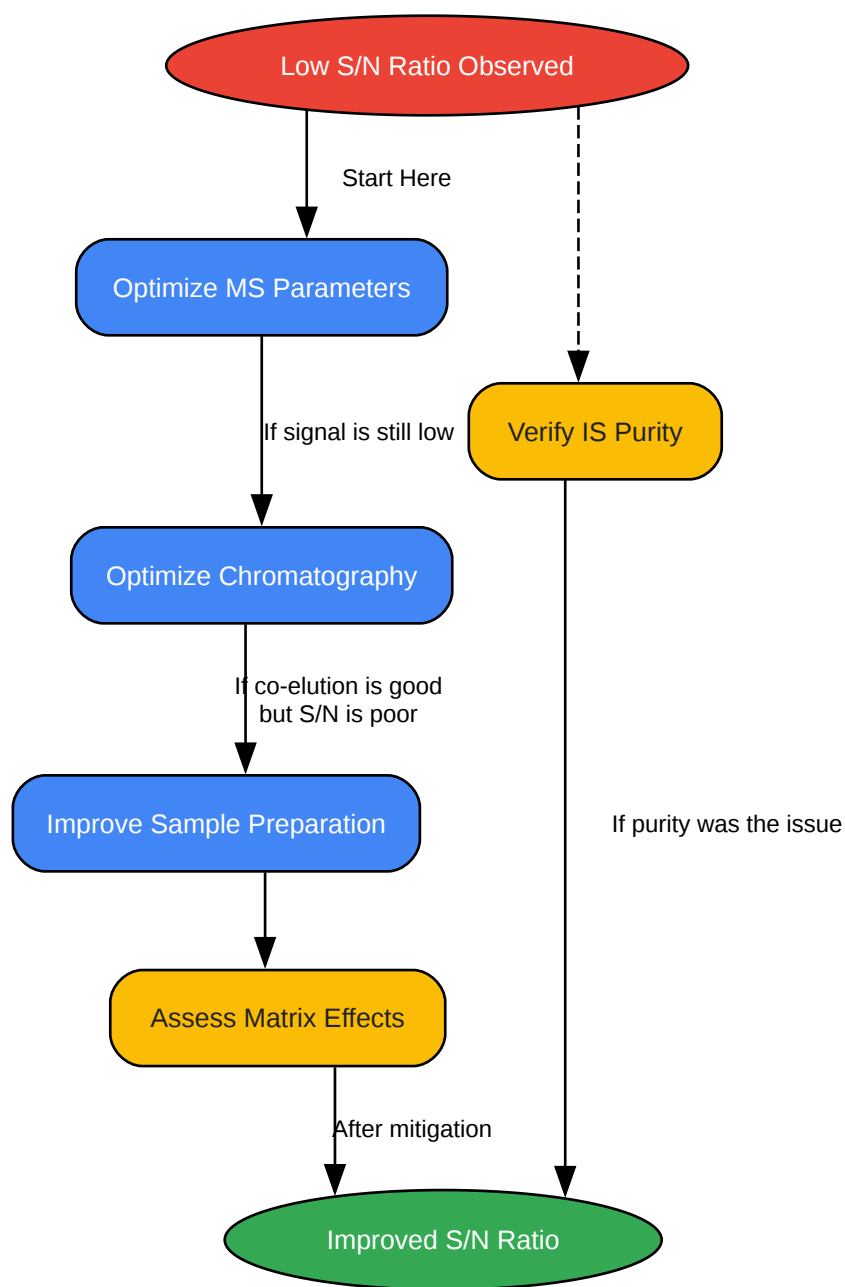 Low S/N Ratio Observed
Start Here
Optimize MS Parameters
If signal is still low
Verify IS Purity
Optimize Chromatography
If co-elution is good
but S/N is poor
Improve Sample Preparation
If purity was the issue
Assess Matrix Effects
After mitigation
Improved S/N Ratio